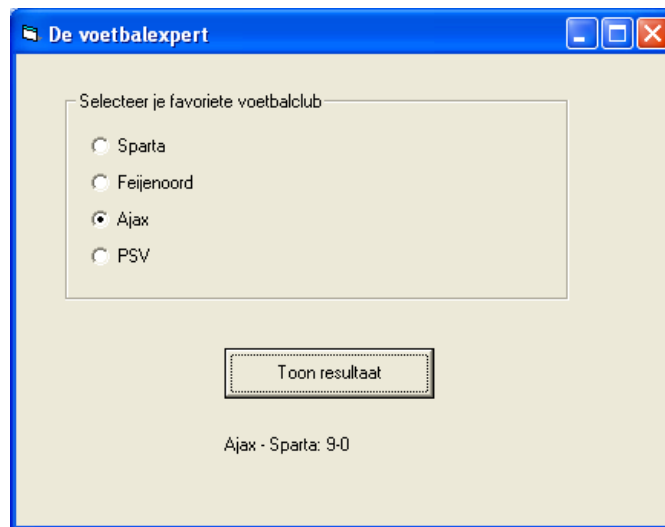 De voetbalexpert
Selecteer je favoriete voetbalclub
Sparta
Feijenoord
Ajax
PSV
Toon resultaat
Ajax - Sparta: 9-0